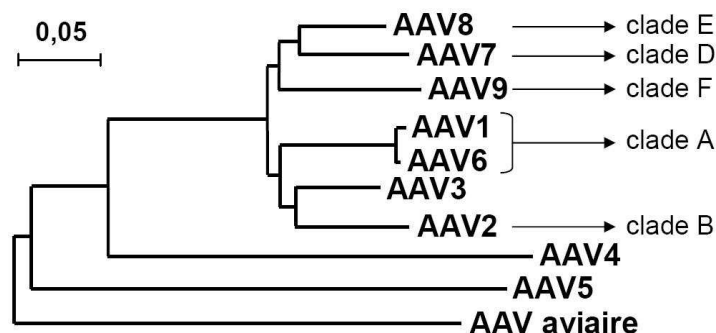 0,05
AAV8 clade E
AAV7 clade D
AAV9 clade F
AAV1
clade A
AAV6
AAV3
AAV2 clade B
AAV4
AAV5
AAV aviaire